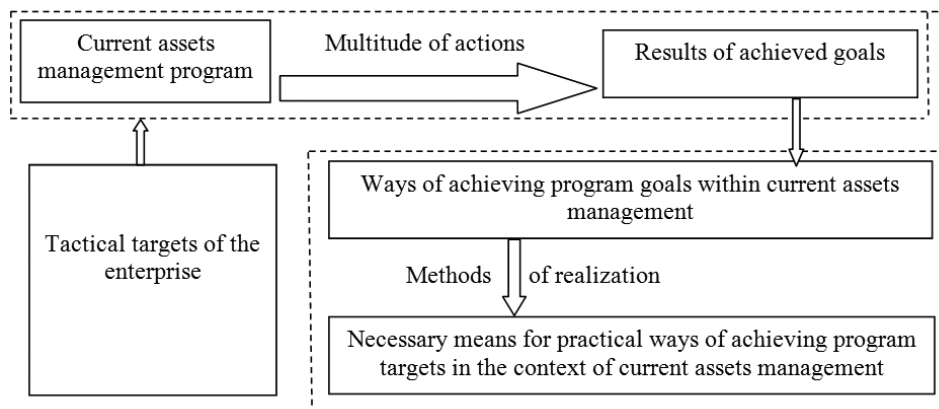 Current assets
management program
Multitude of actions
Results of achieved goals
Tactical targets of the
enterprise
Ways of achieving program goals within current assets
management
Methods of realization
Necessary means for practical ways of achieving program
targets in the context of current assets management